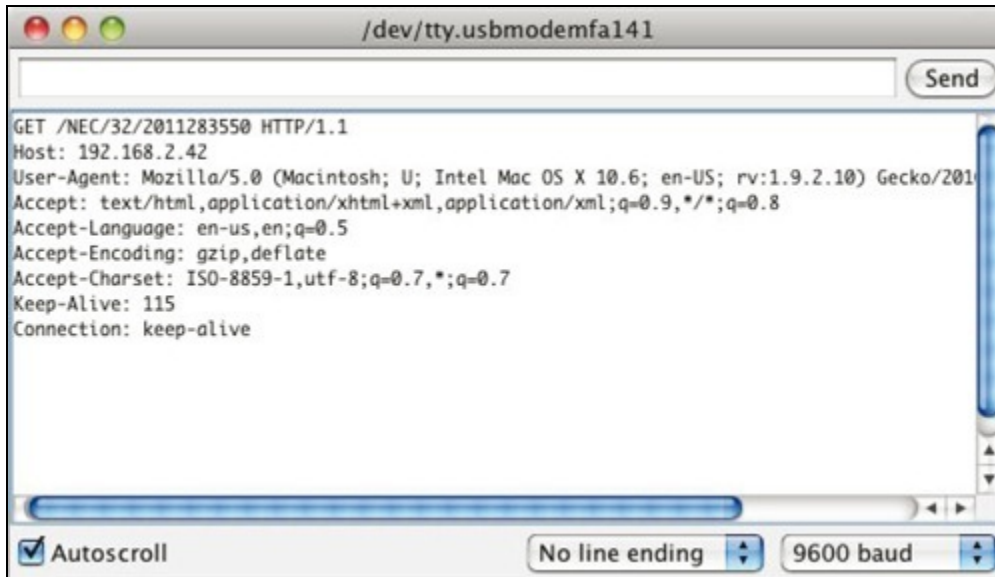 /dev/tty.usbmodemfa141
Send
GET /NEC/32/2011283550 HTTP/1.1
Host: 192.168.2.42
User-Agent: Mozilla/5.0 (Macintosh; U; Intel Mac OS X 10.6; en-US; rv:1.9.2.10) Gecko/201
Accept: text/html,application/xhtml+xml,application/xml;q=0.9,*/*;q=0.8
Accept-Language: en-us,en;q=0.5
Accept-Encoding: gzip,deflate
Accept-Charset: ISO-8859-1,utf-8;q=0.7,*;q=0.7
Keep-Alive: 115
Connection: keep-alive
Autoscroll
No line ending
9600 baud